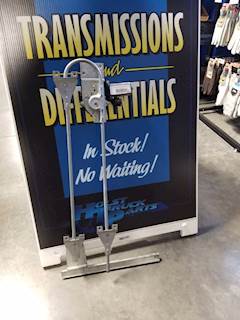 TRANSMISSIONS
and
DIFFERENTIALS
In Stock!
No Waiting!